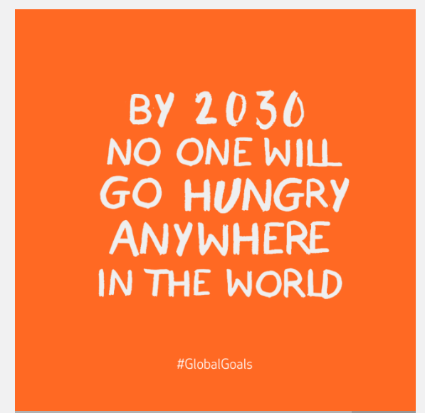 BY 2030
NO ONE WILL
GO HUNGRY
ANYWHERE
IN THE WORLD
#GlobalGoals